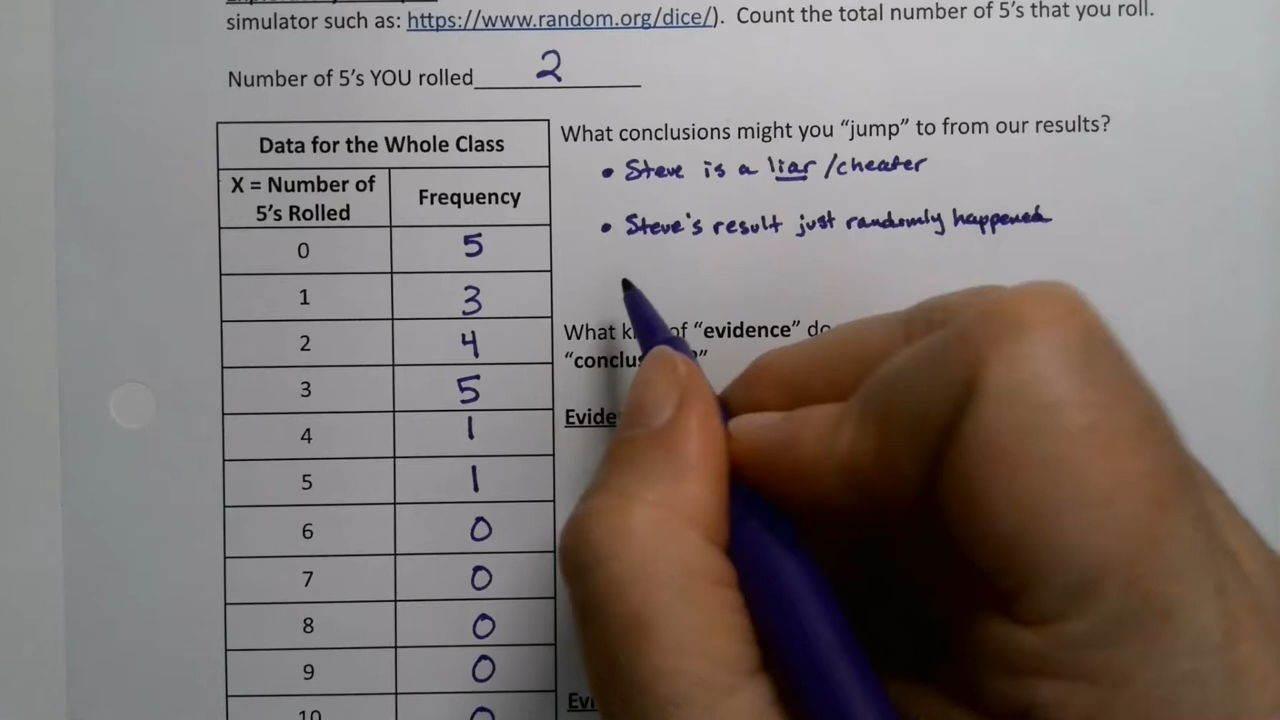 simulator such as: https://www.random.org/dice/). Count the total number of 5's that you roll.
Number of 5's YOU rolled 2
Data for the Whole Class
X = Number of 5's Rolled Frequency
0 5
1 3
2 4
3 5
4 1
5 1
6 0
7 0
8 0
9 0
10 0
What conclusions might you “jump” to from our results?
• Steve is a liar/cheater
• Steve's result just randomly happened
What of “evidence” do